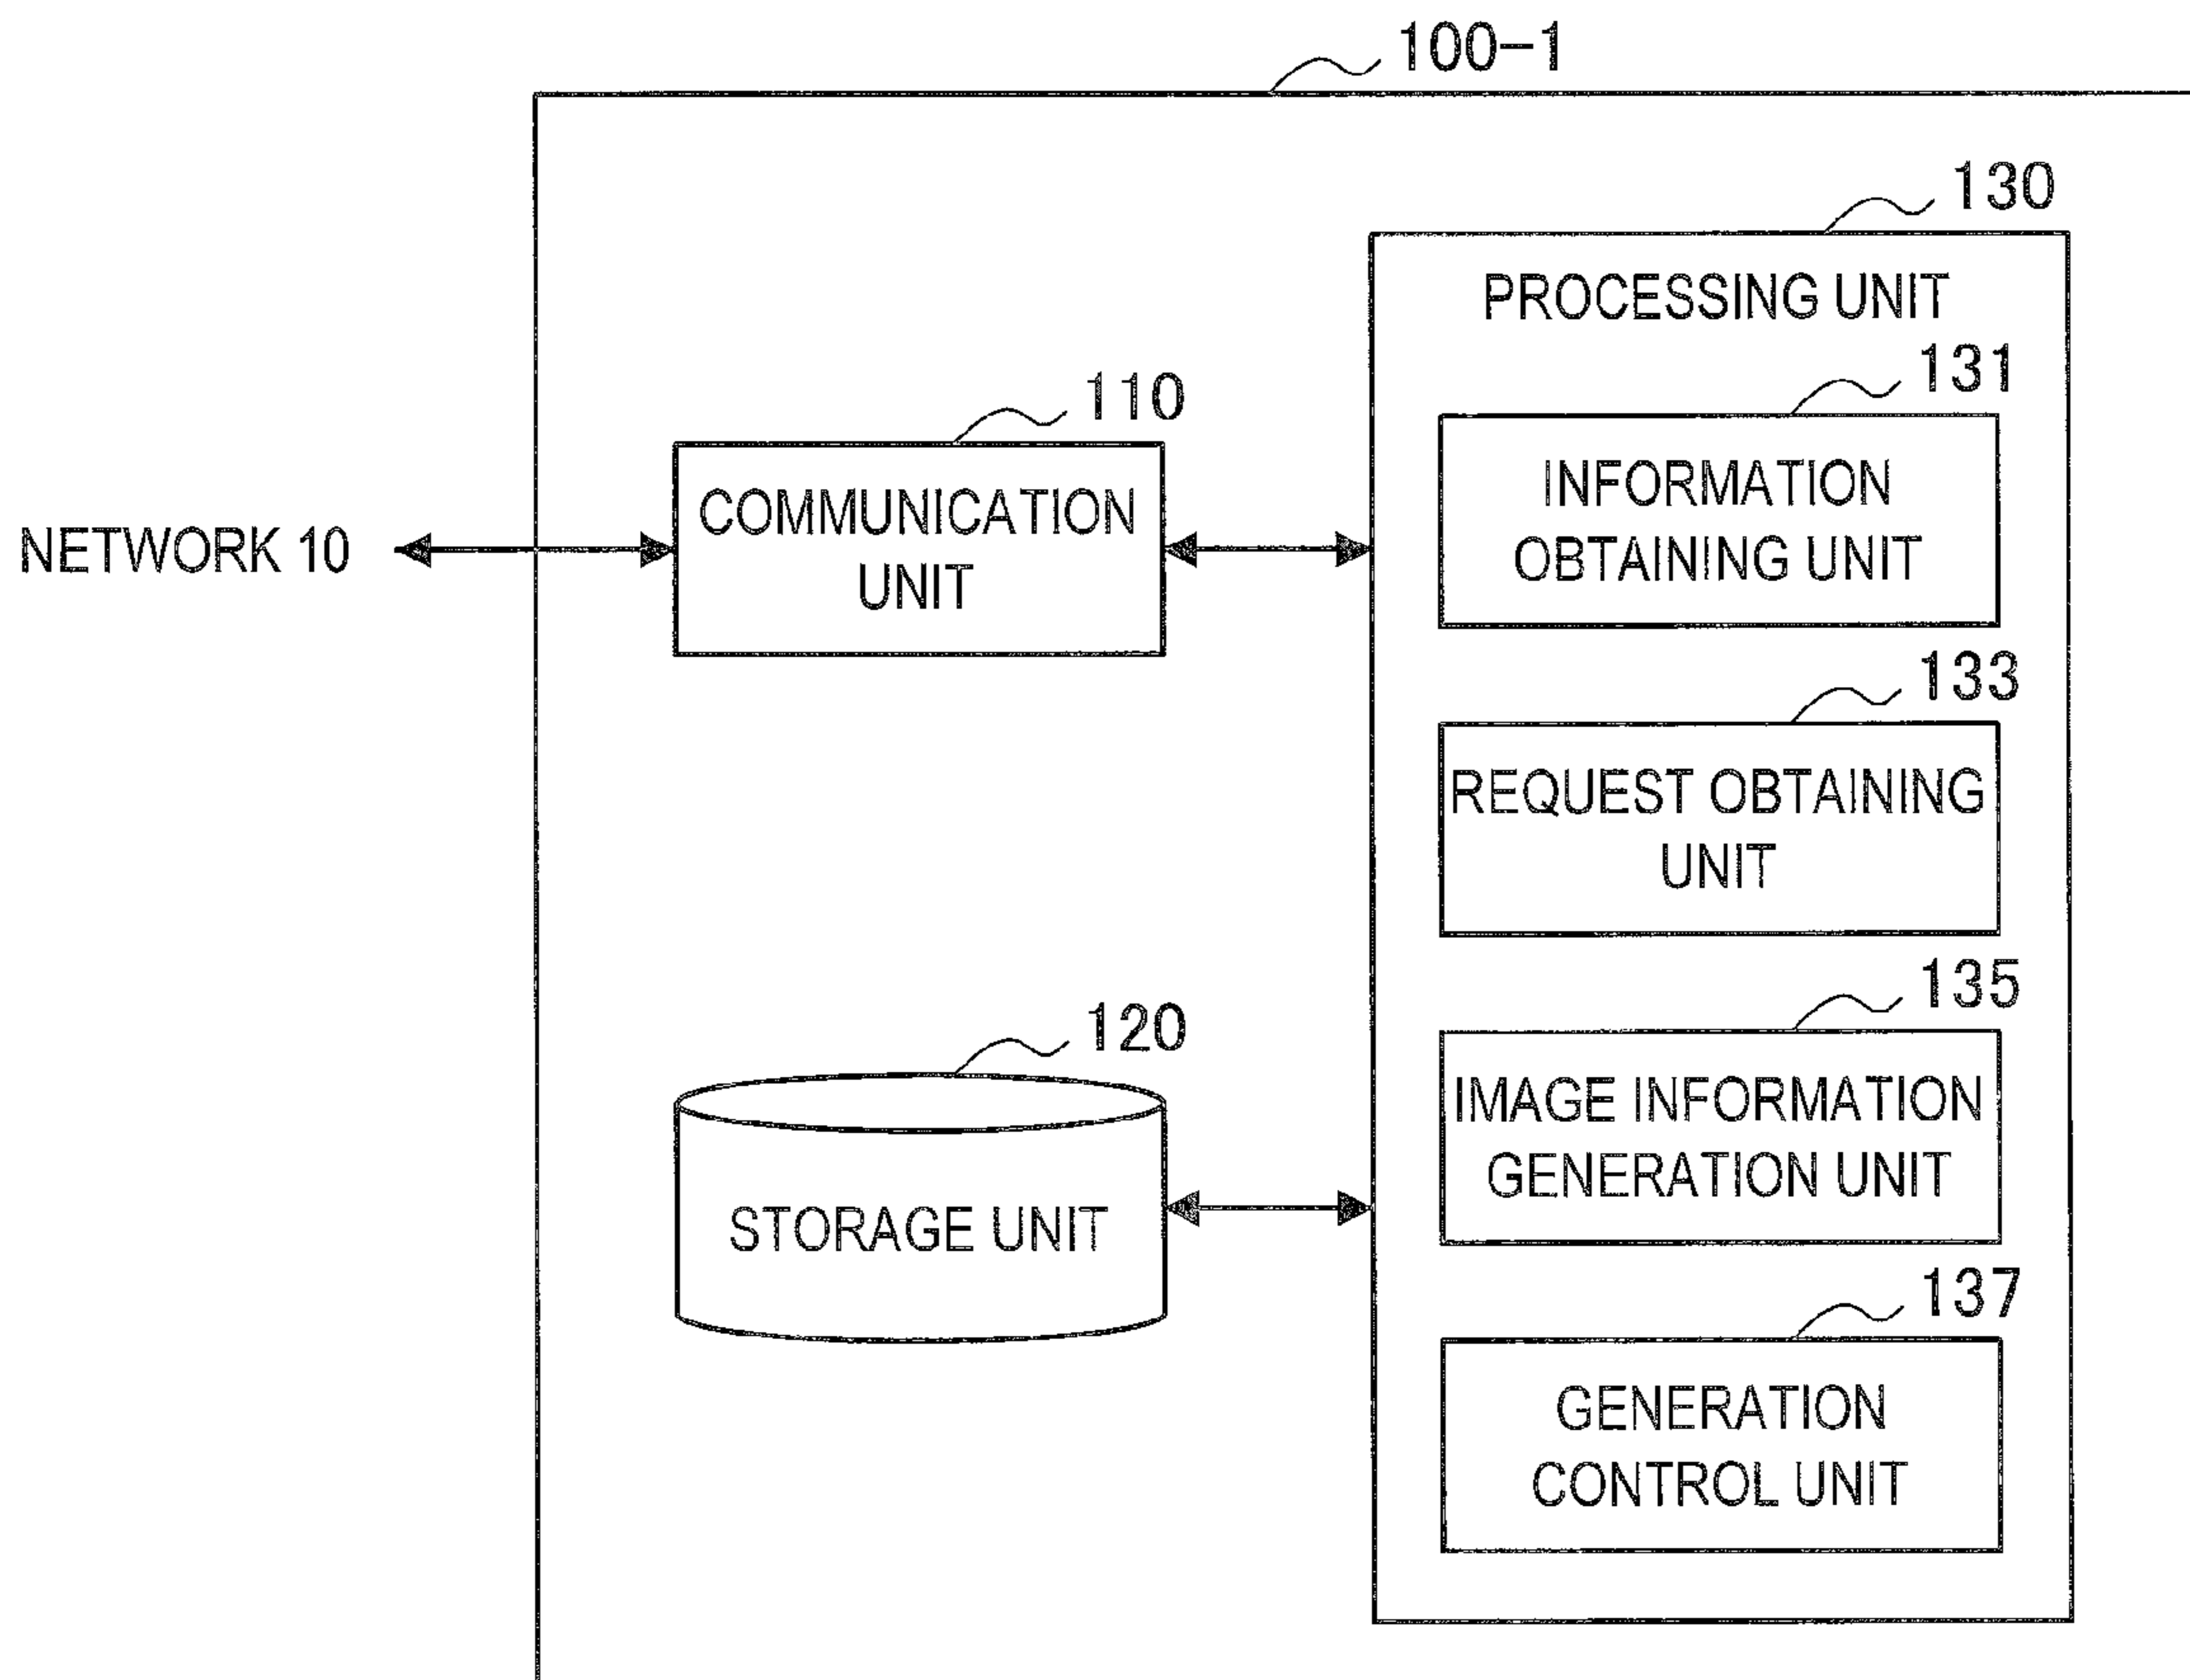 100-1
130
PROCESSING UNIT
131
INFORMATION
OBTAINING UNIT
110
COMMUNICATION
UNIT
NETWORK 10
133
REQUEST OBTAINING
UNIT
135
IMAGE INFORMATION
GENERATION UNIT
120
STORAGE UNIT
137
GENERATION
CONTROL UNIT